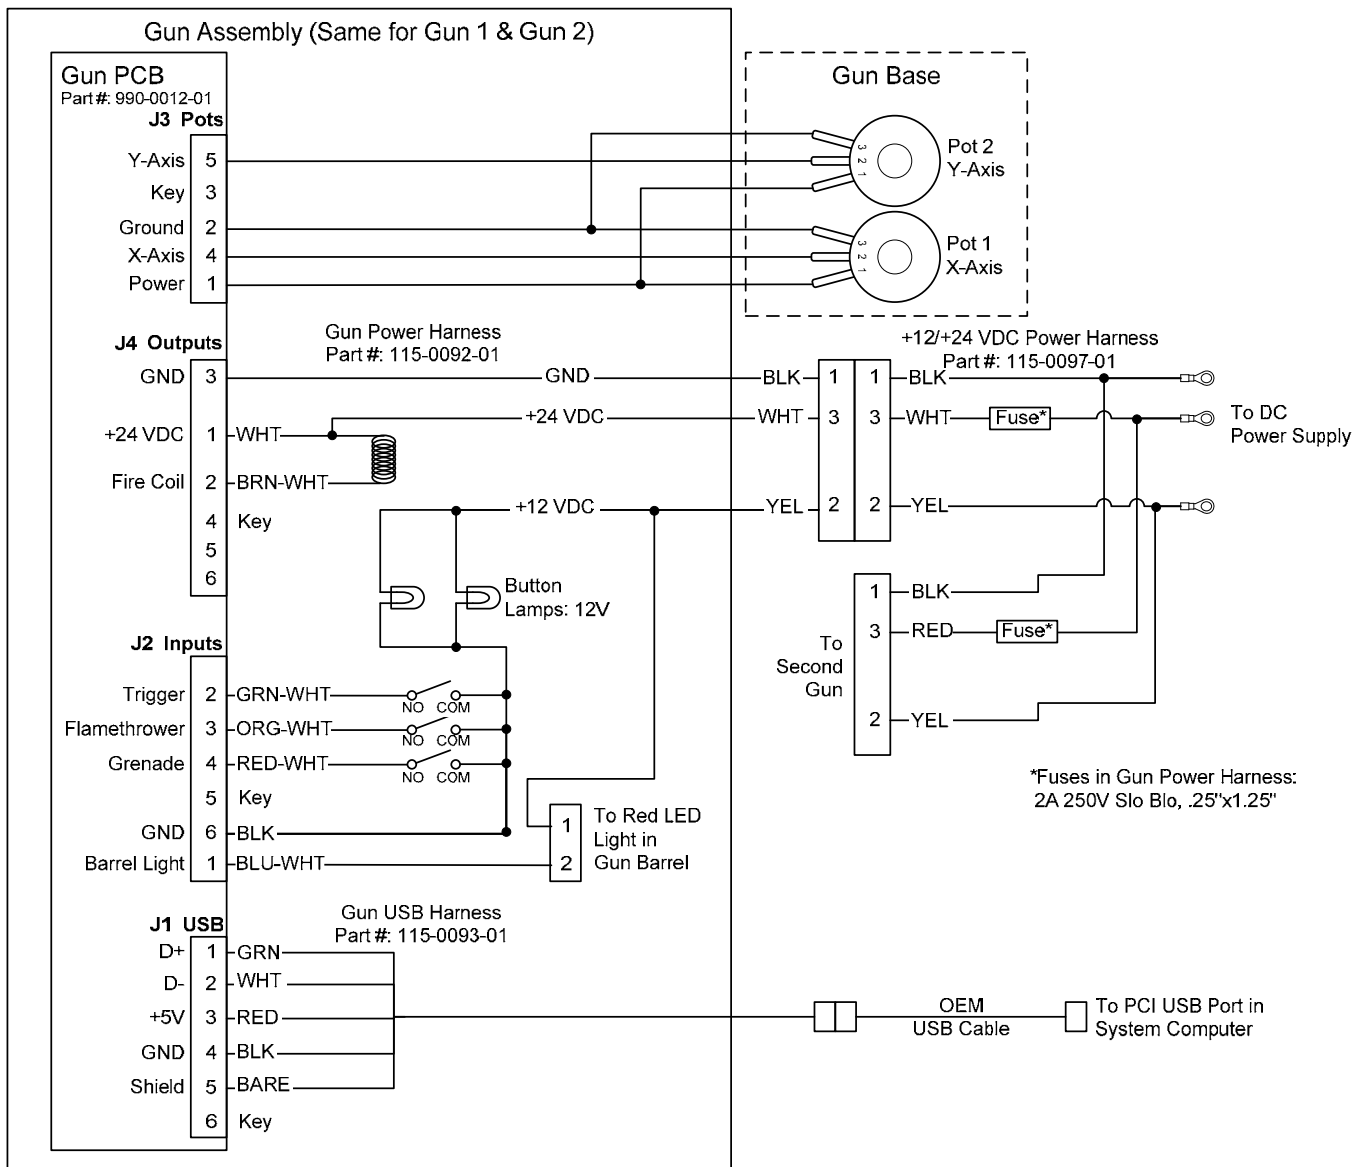 Gun Assembly (Same for Gun 1 & Gun 2)
Gun PCB
Part#: 990-0012-01
J3 Pots
Y-Axis 5
Key 3
Ground 2
X-Axis 4
Power 1
Gun Base
3
2
1
Pot 2
Y-Axis
3
2
1
Pot 1
X-Axis
J4 Outputs
Gun Power Harness
Part #: 115-0092-01
+12/+24 VDC Power Harness
Part #: 115-0097-01
GND 3 GND BLK 1 1 BLK
+24 VDC WHT 3 3 WHT Fuse*
To DC
Power Supply
+24 VDC 1 WHT
Fire Coil 2 BRN-WHT
+12 VDC YEL 2 2 YEL
4 Key
5
6
Button
Lamps: 12V
1 BLK
3 RED Fuse*
To
Second
Gun
2 YEL
J2 Inputs
Trigger 2 GRN-WHT
NO COM
Flamethrower 3 ORG-WHT
NO COM
Grenade 4 RED-WHT
NO COM
5 Key
GND 6 BLK
Barrel Light 1 BLU-WHT
1
2
To Red LED
Light in
Gun Barrel
*Fuses in Gun Power Harness:
2A 250V Slo Blo, .25"x1.25"
J1 USB
Gun USB Harness
Part #: 115-0093-01
D+ 1 GRN
D- 2 WHT
+5V 3 RED
GND 4 BLK
Shield 5 BARE
6 Key
OEM
USB Cable
To PCI USB Port in
System Computer